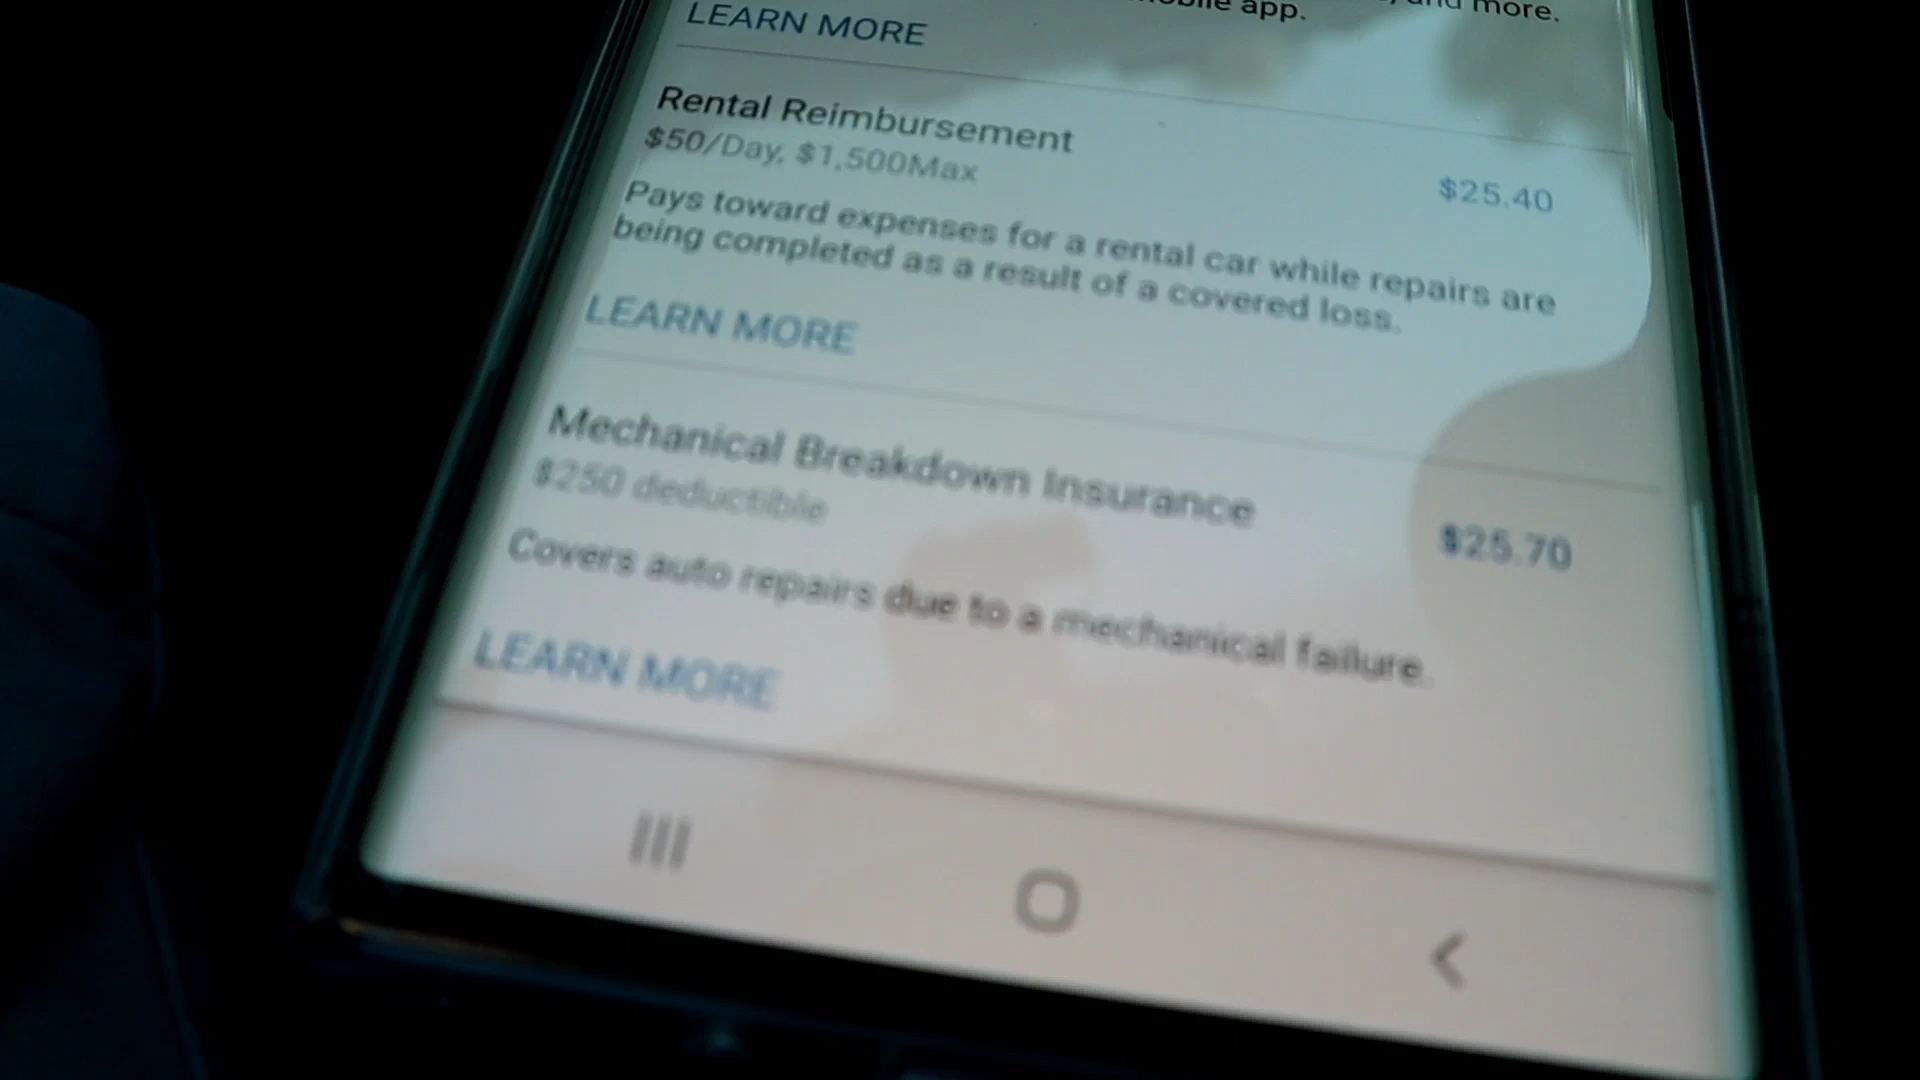 mobile app. and more.
LEARN MORE
Rental Reimbursement
$50/Day, $1,500Max
$25.40
Pays toward expenses for a rental car while repairs are
being completed as a result of a covered loss.
LEARN MORE
Mechanical Breakdown Insurance
$250 deductible
$25.70
Covers auto repairs due to a mechanical failure.
LEARN MORE